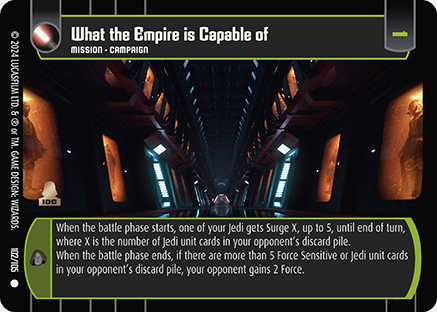 What the Empire is Capable of
MISSION - CAMPAIGN
When the battle phase starts, one of your Jedi gets Surge X, up to 5, until end of turn,
where X is the number of Jedi unit cards in your opponent's discard pile.
When the battle phase ends, if there are more than 5 Force Sensitive or Jedi unit cards
in your opponent's discard pile, your opponent gains 2 Force.
© 2024 LUCASFILM LTD. & ® or TM. GAME DESIGN: WIZARDS.
102/105
IDC